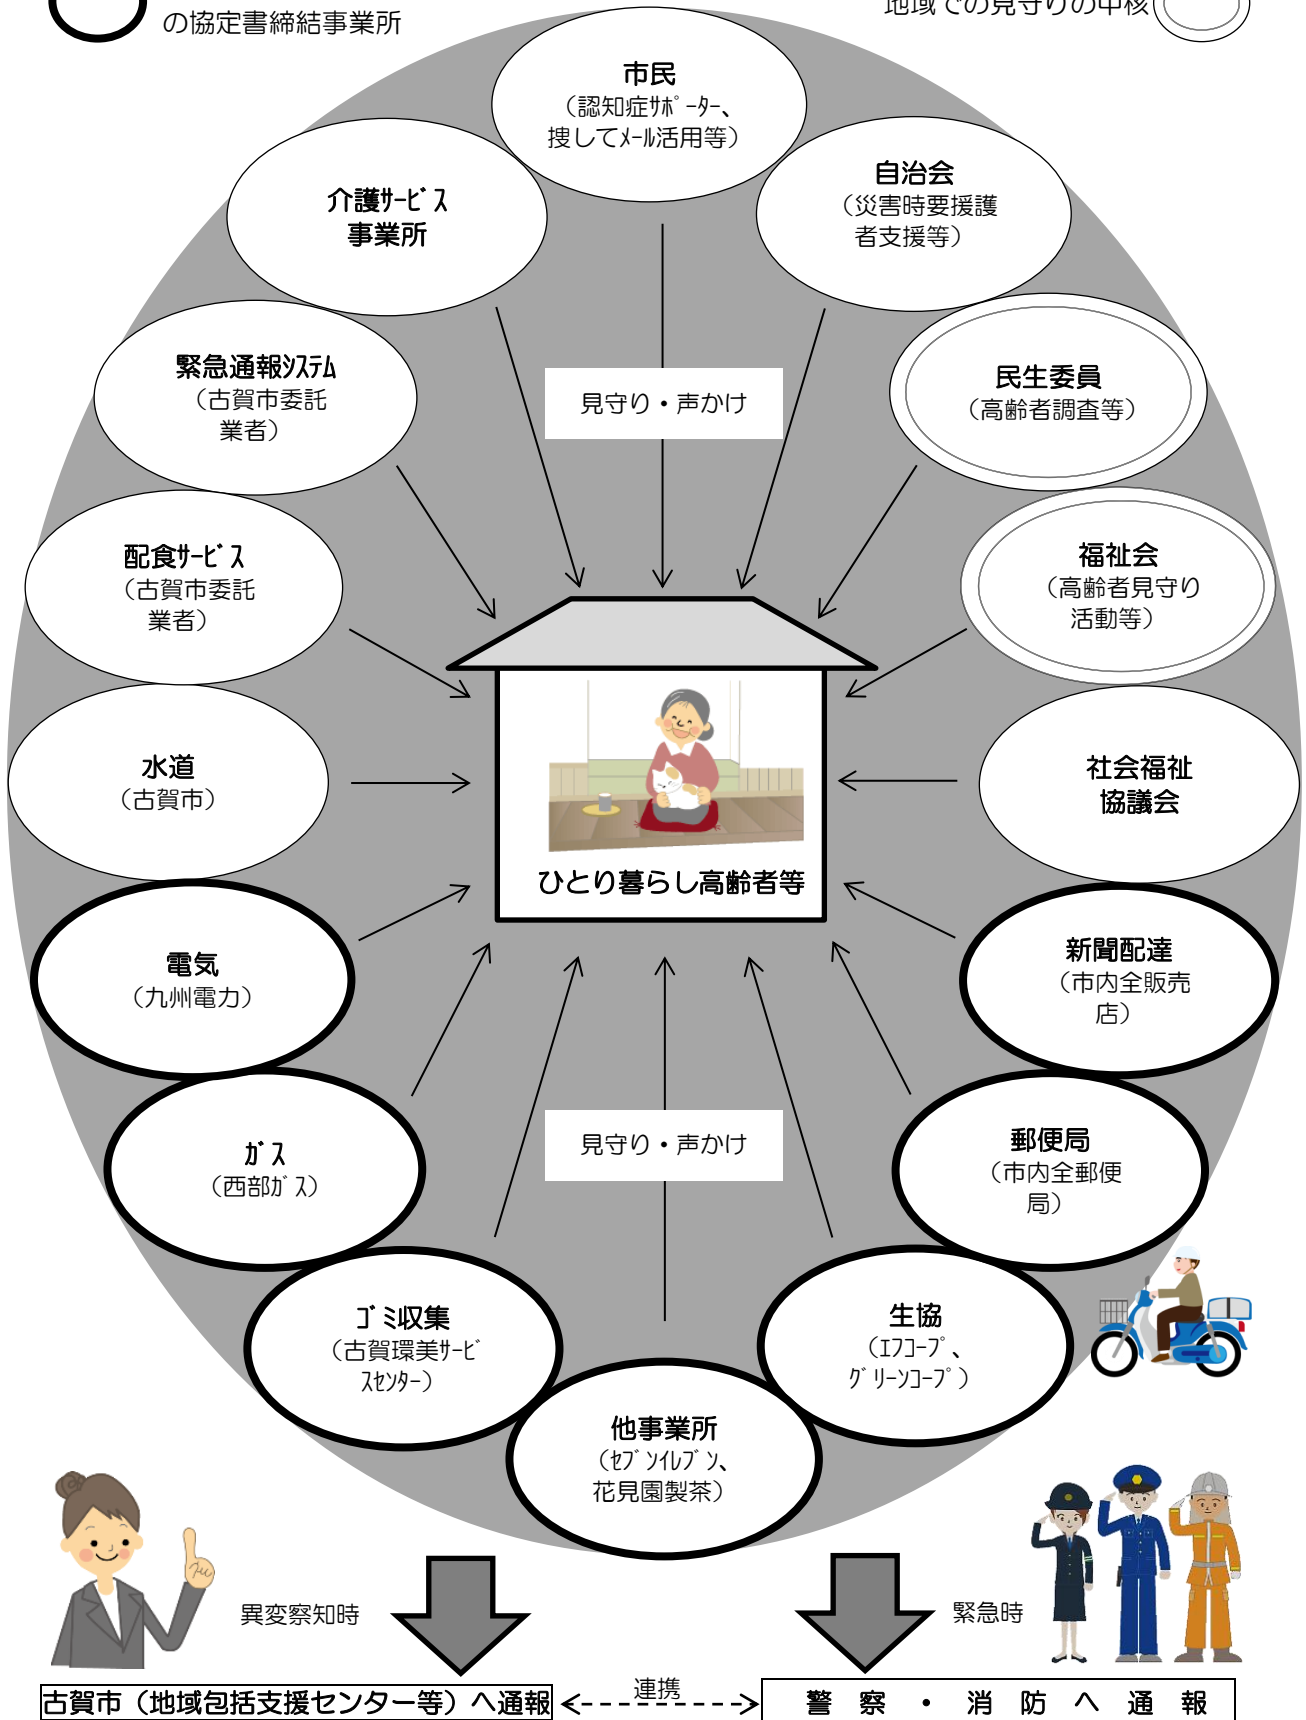 の協定書締結事業所
地域での見守りの中核
市民
（認知症ｻﾎﾟｰﾀｰ、
捜してﾒｰﾙ活用等）
介護ｻｰﾋﾞｽ
事業所
自治会
（災害時要援護
者支援等）
緊急通報ｼｽﾃﾑ
（古賀市委託
業者）
見守り・声かけ
民生委員
（高齢者調査等）
配食ｻｰﾋﾞｽ
（古賀市委託
業者）
福祉会
（高齢者見守り
活動等）
水道
（古賀市）
社会福祉
協議会
ひとり暮らし高齢者等
電気
（九州電力）
新聞配達
（市内全販売
店）
ｶﾞｽ
（西部ｶﾞｽ）
見守り・声かけ
郵便局
（市内全郵便
局）
ｺﾞﾐ収集
（古賀環美ｻｰﾋﾞ
ｽｾﾝﾀｰ）
生協
（ｴﾌｺｰﾌﾟ、
ｸﾞﾘｰﾝｺｰﾌﾟ）
他事業所
（ｾﾌﾞﾝｲﾚﾌﾞﾝ、
花見園製茶）
異変察知時
緊急時
古賀市（地域包括支援センター等）へ通報
連携
警察・消防へ通報